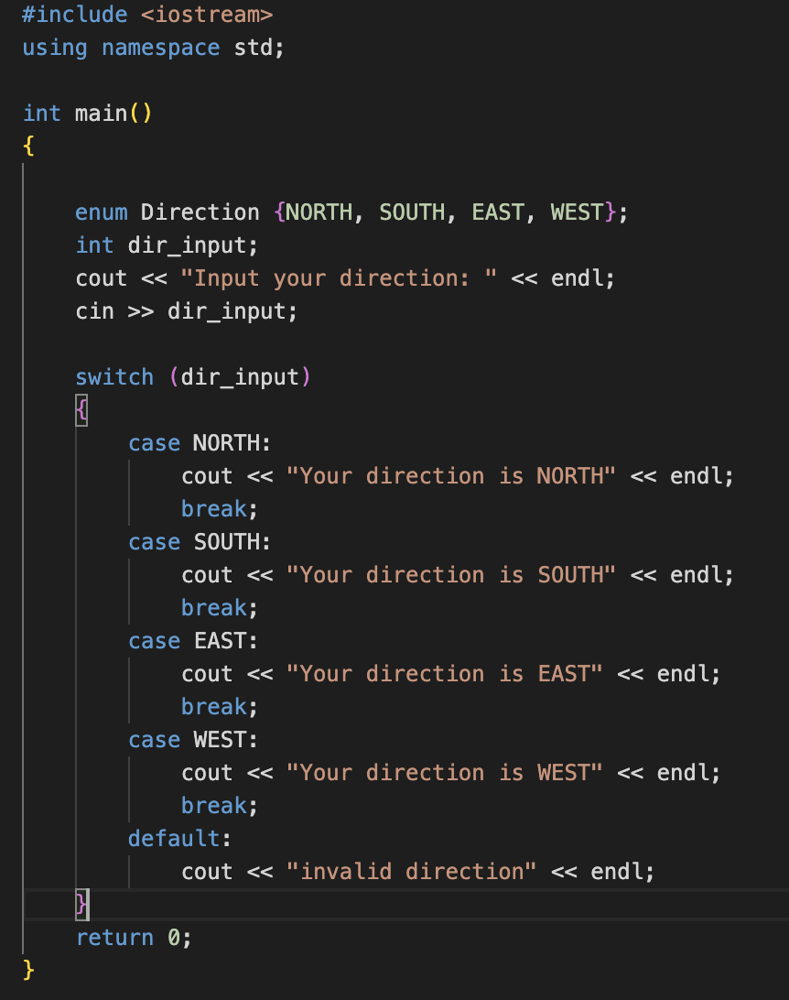 #include <iostream>
using namespace std;

int main()
{

    enum Direction {NORTH, SOUTH, EAST, WEST};
    int dir_input;
    cout << "Input your direction: " << endl;
    cin >> dir_input;

    switch (dir_input)
    {
        case NORTH:
            cout << "Your direction is NORTH" << endl;
            break;
        case SOUTH:
            cout << "Your direction is SOUTH" << endl;
            break;
        case EAST:
            cout << "Your direction is EAST" << endl;
            break;
        case WEST:
            cout << "Your direction is WEST" << endl;
            break;
        default:
            cout << "invalid direction" << endl;
    }
    return 0;
}